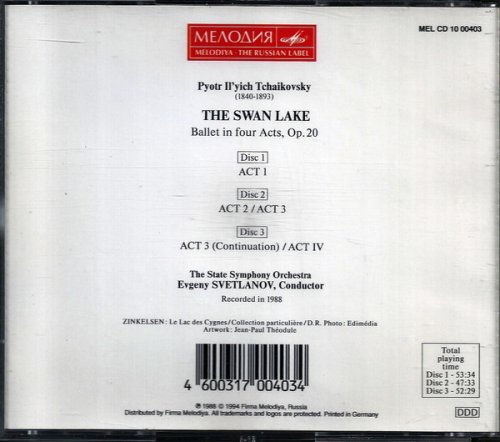 МЕЛОДИЯ
MELODIYA - THE RUSSIAN LABEL
MEL CD 10 00403
Pyotr Il'yich Tchaikovsky
(1840-1893)
THE SWAN LAKE
Ballet in four Acts, Op. 20
Disc 1
ACT 1
Disc 2
ACT 2 / ACT 3
Disc 3
ACT 3 (Continuation) / ACT IV
The State Symphony Orchestra
Evgeny SVETLANOV, Conductor
Recorded in 1988
ZINKELSEN : Le Lac des Cygnes / Collection particulière / D.R. Photo : Edimédia
Artwork : Jean-Paul Théodule
4 600317 004034
Total
playing
time
Disc 1 - 53:34
Disc 2 - 47:33
Disc 3 - 52:29
℗ 1988 © 1994 Firma Melodiya, Russia
Distributed by Firma Melodiya. All trademarks and logos are protected. Printed in Germany
DDD